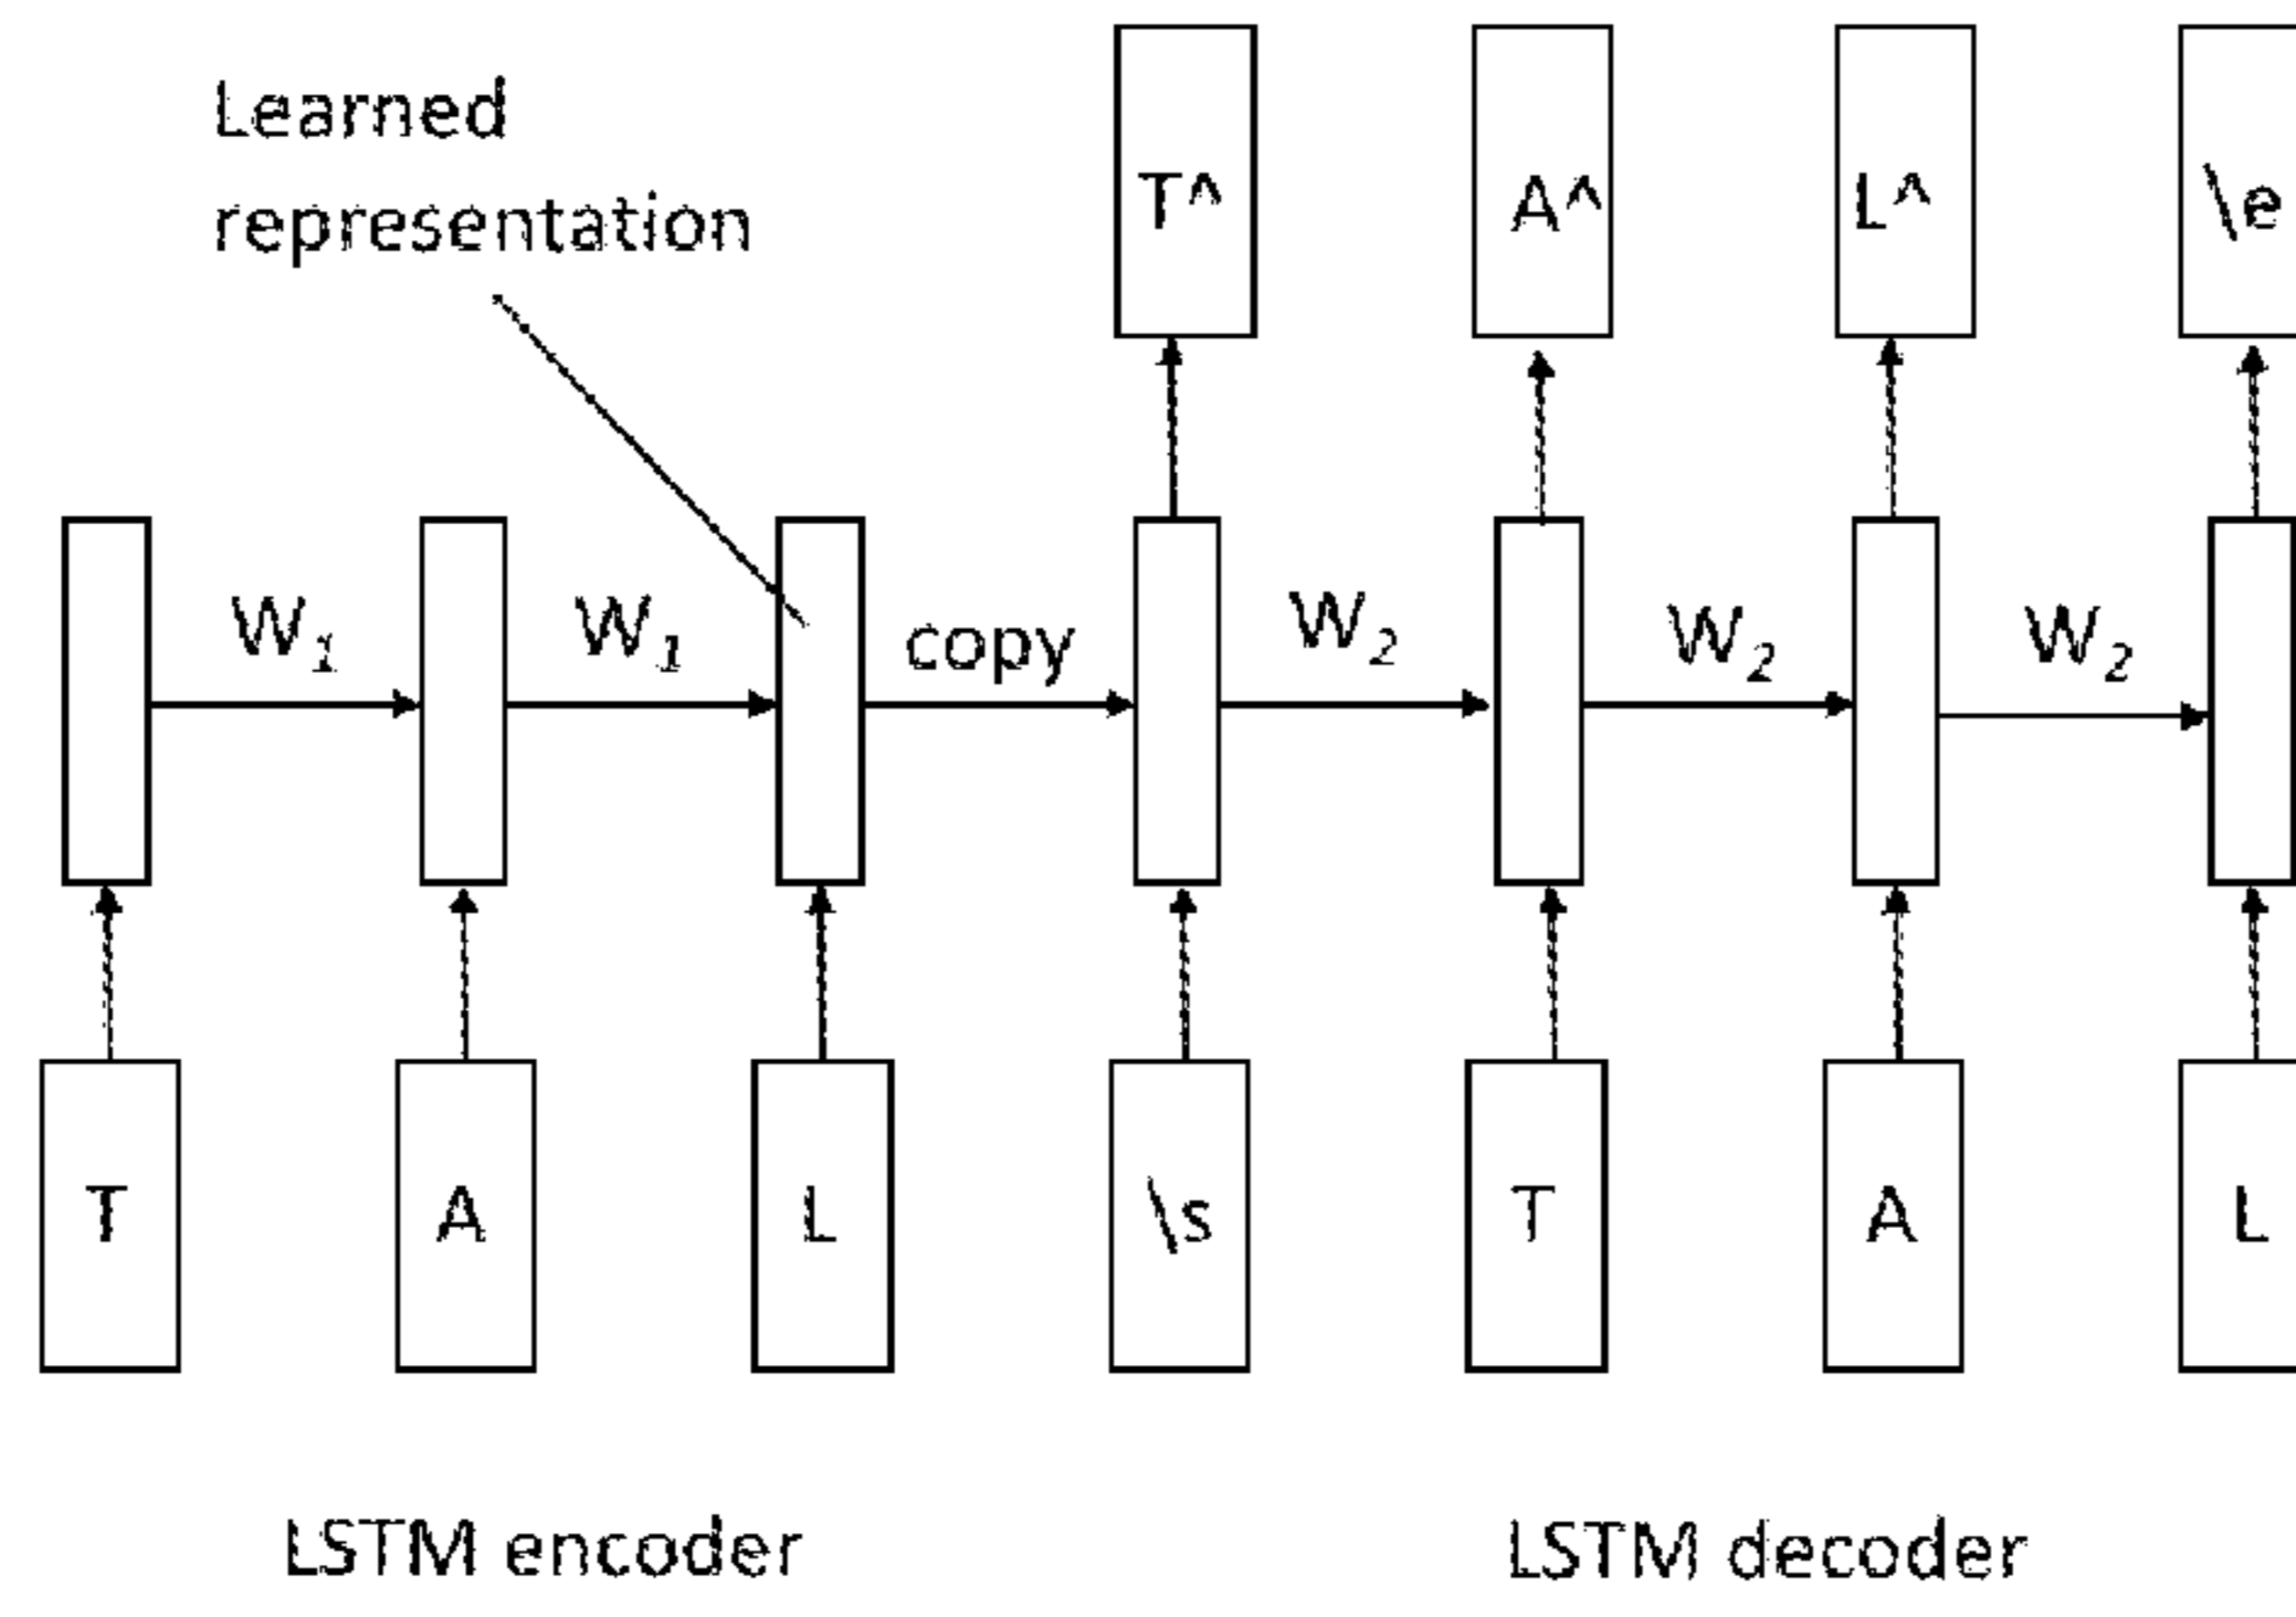 Learned
representation
T^ A^ L^ \e
W1 W1 copy W2 W2 W2
T A L \s T A L
LSTM encoder LSTM decoder